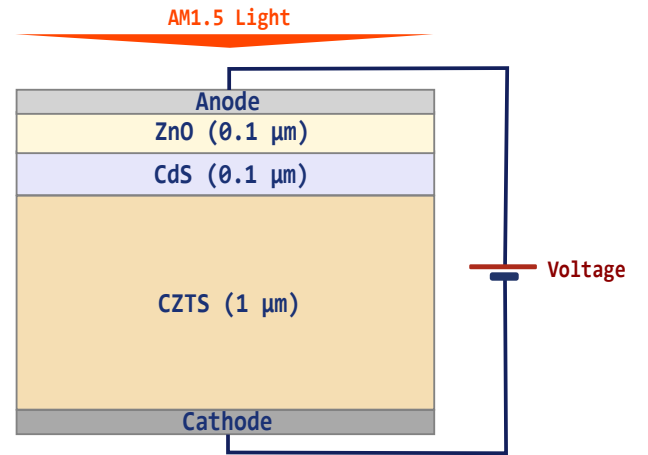 AM1.5 Light
Anode
ZnO (0.1 μm)
CdS (0.1 μm)
Voltage
CZTS (1 μm)
Cathode